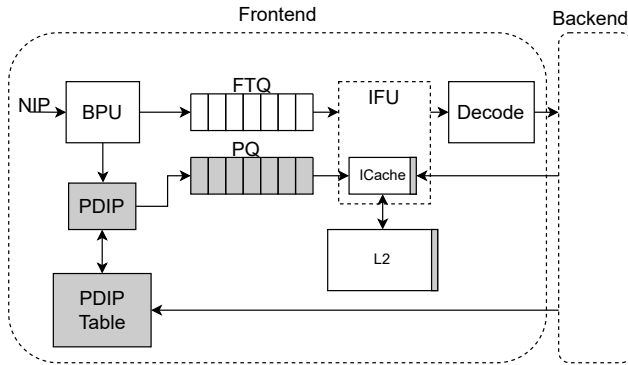 Frontend
Backend
NIP
BPU
FTQ
IFU
Decode
PQ
ICache
PDIP
L2
PDIP
Table